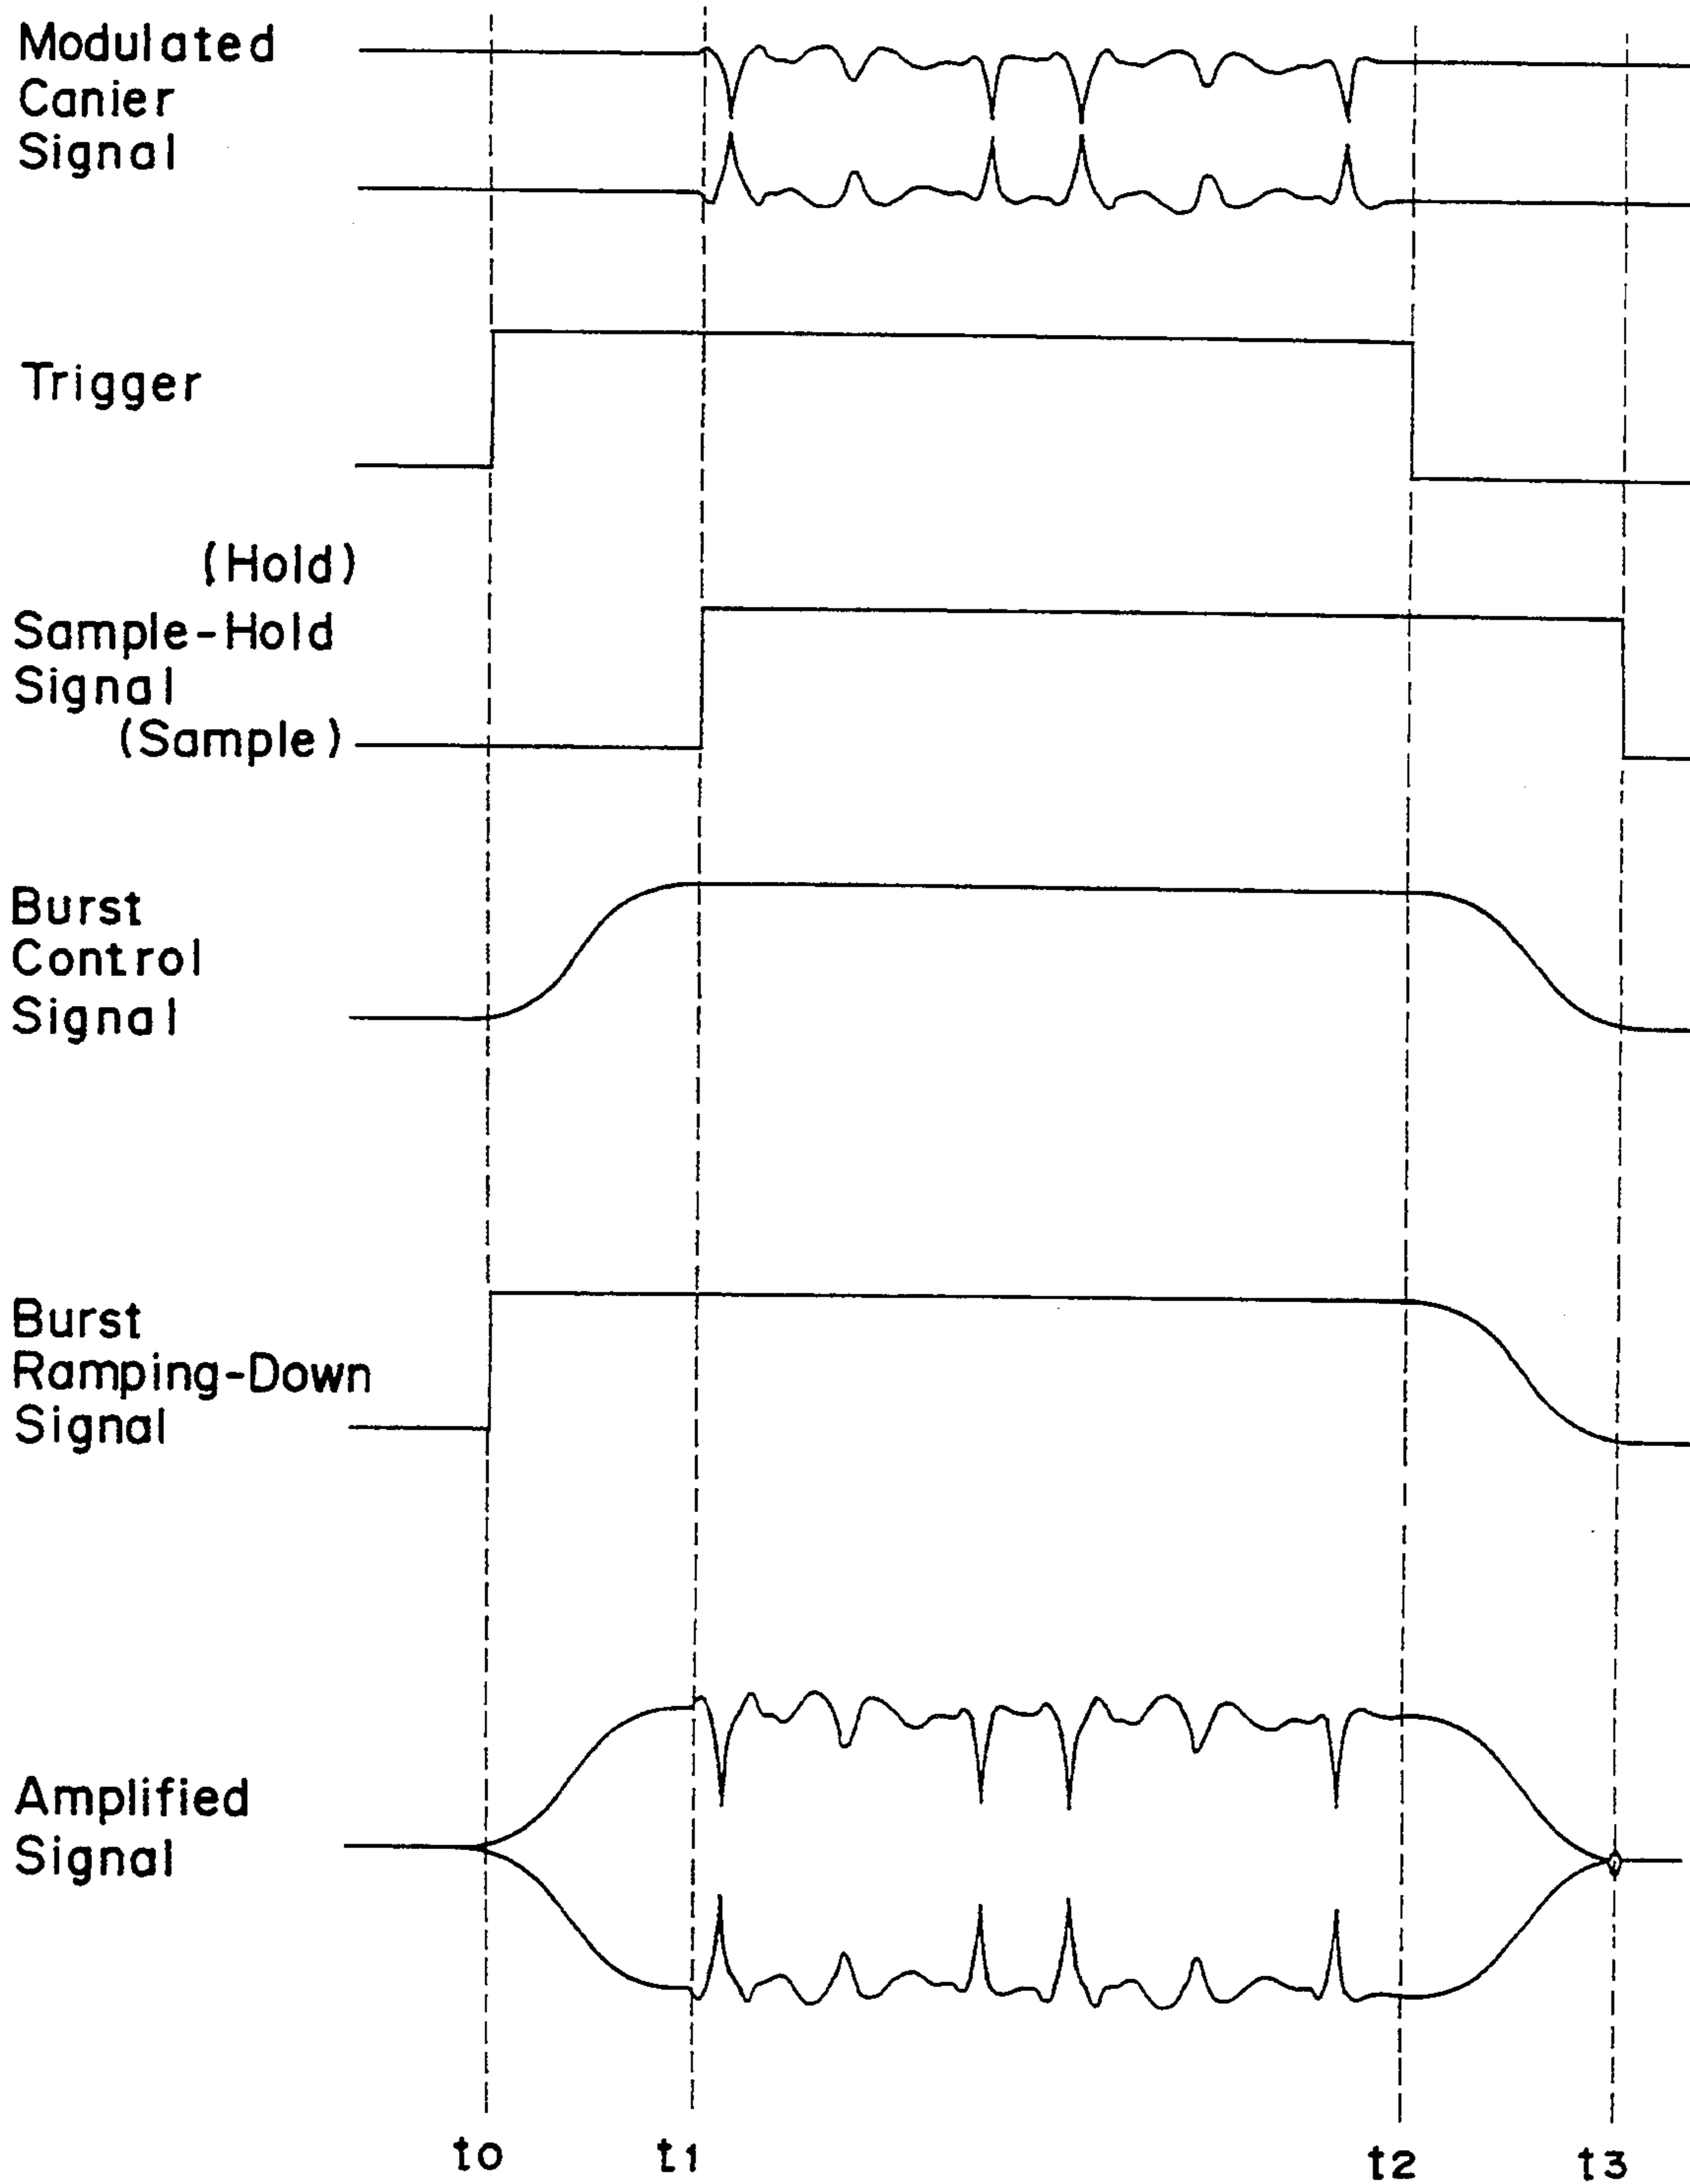 Modulated
Canier
Signal
Trigger
(Hold)
Sample-Hold
Signal
(Sample)
Burst
Control
Signal
Burst
Ramping-Down
Signal
Amplified
Signal
t0 t1 t2 t3